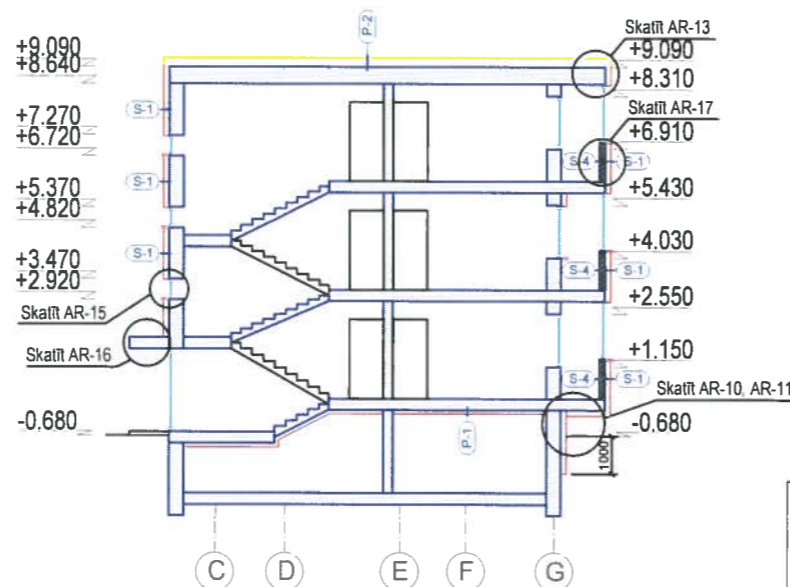 P-2
Skatīt AR-13
+9.090
+8.640
+9.090
+8.310
S-1
+7.270
+6.720
Skatīt AR-17
+6.910
S-4
S-1
S-1
+5.370
+4.820
+5.430
S-1
+3.470
+2.920
+4.030
S-4
S-1
Skatīt AR-15
+2.550
Skatīt AR-16
+1.150
S-4
S-1
Skatīt AR-10, AR-11
-0.680
-0.680
P-1
1000
C
D
E
F
G